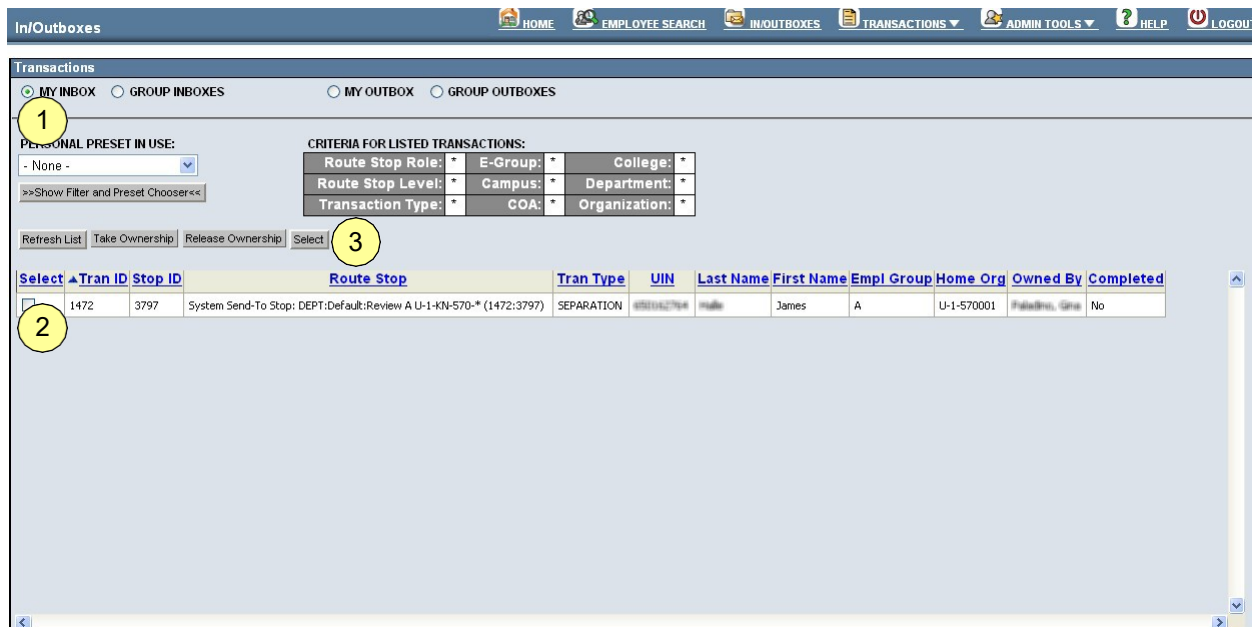 In/Outboxes HOME EMPLOYEE SEARCH IN/OUTBOXES TRANSACTIONS▼ ADMIN TOOLS▼ ? HELP LOGOU
Transactions
MY INBOX GROUP INBOXES MY OUTBOX GROUP OUTBOXES
1
PERSONAL PRESET IN USE: CRITERIA FOR LISTED TRANSACTIONS:
- None - Route Stop Role: * E-Group: * College: *
>>Show Filter and Preset Chooser<< Route Stop Level: * Campus: * Department: *
Transaction Type: * COA: * Organization: *
Refresh List Take Ownership Release Ownership Select 3
Select ▲Tran ID Stop ID Route Stop Tran Type UIN Last Name First Name Empl Group Home Org Owned By Completed
1472 3797 System Send-To Stop: DEPT:Default:Review A U-1-KN-570-* (1472:3797) SEPARATION James A U-1-570001 No
2